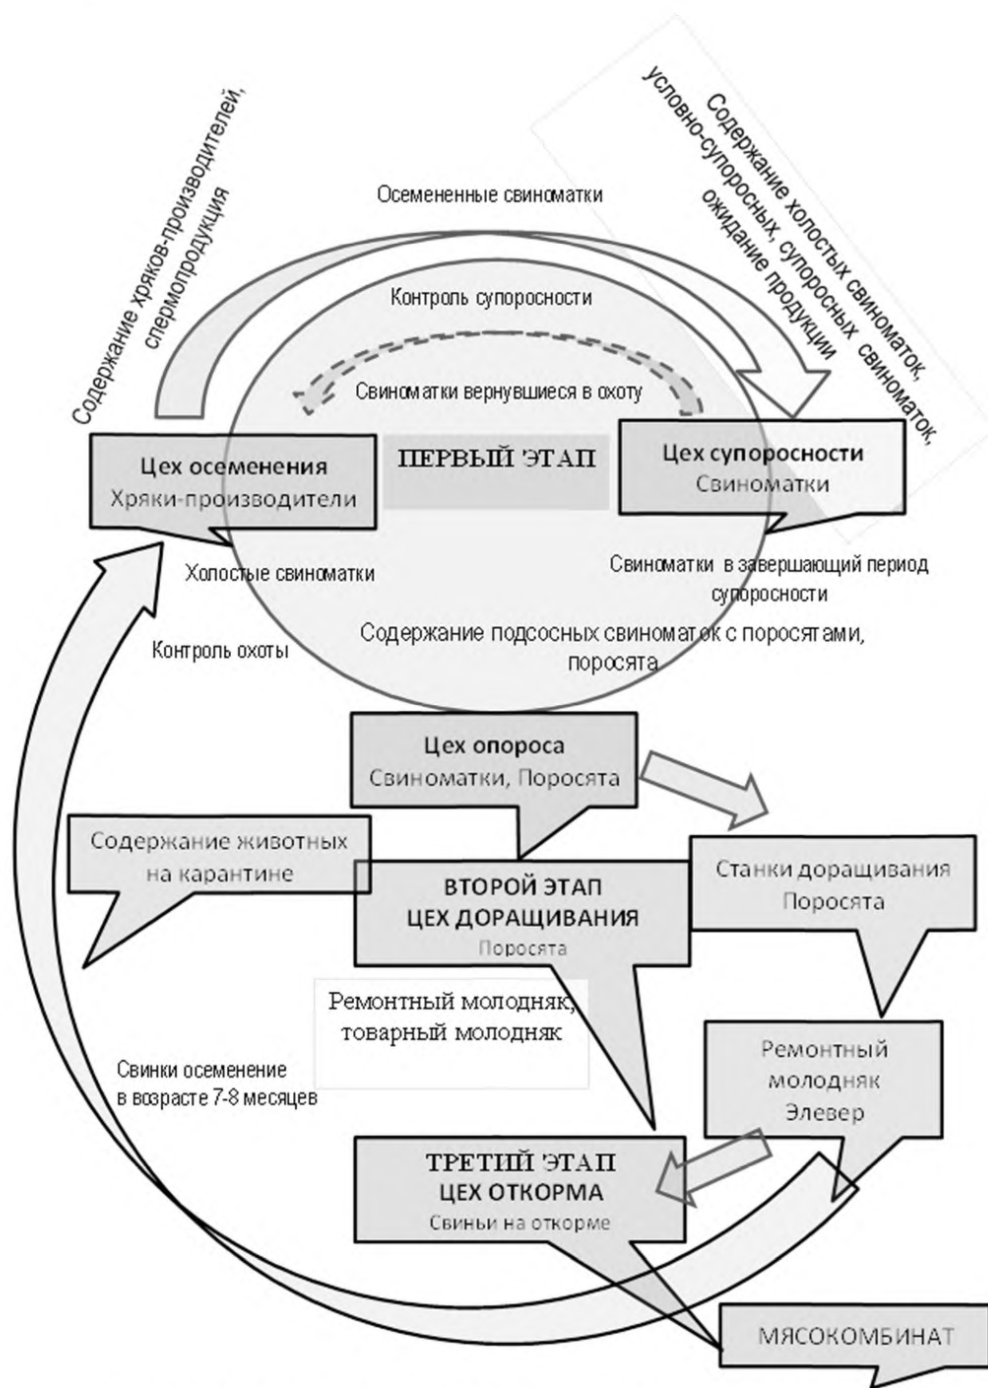 Содержание хряков-производителей,
спермопродукция
Содержание холостых свиноматок,
условно-супоросных, супоросных свиноматок,
ожидание продукции
Осемененные свиноматки
Контроль супоросности
Свиноматки вернувшиеся в охоту
Цех осеменения
Хряки-производители
ПЕРВЫЙ ЭТАП
Цех супоросности
Свиноматки
Холостые свиноматки
Свиноматки в завершающий период
супоросности
Контроль охоты
Содержание подсосных свиноматок с поросятами,
поросята
Цех опороса
Свиноматки, Поросята
Содержание животных
на карантине
ВТОРОЙ ЭТАП
ЦЕХ ДОРАЩИВАНИЯ
Поросята
Станки доращивания
Поросята
Ремонтный молодняк,
товарный молодняк
Ремонтный
молодняк
Элевер
Свинки осеменение
в возрасте 7-8 месяцев
ТРЕТИЙ ЭТАП
ЦЕХ ОТКОРМА
Свиньи на откорме
МЯСОКОМБИНАТ